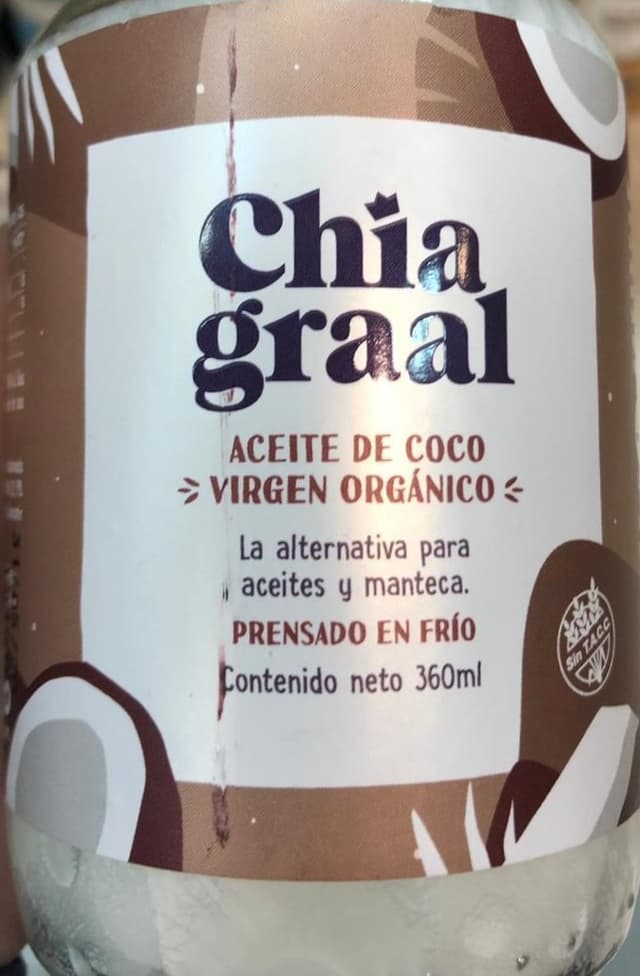 Chia
graal
ACEITE DE COCO
VIRGEN ORGÁNICO
La alternativa para
aceites y manteca.
PRENSADO EN FRÍO
Contenido neto 360ml
Sin T.A.C.C.